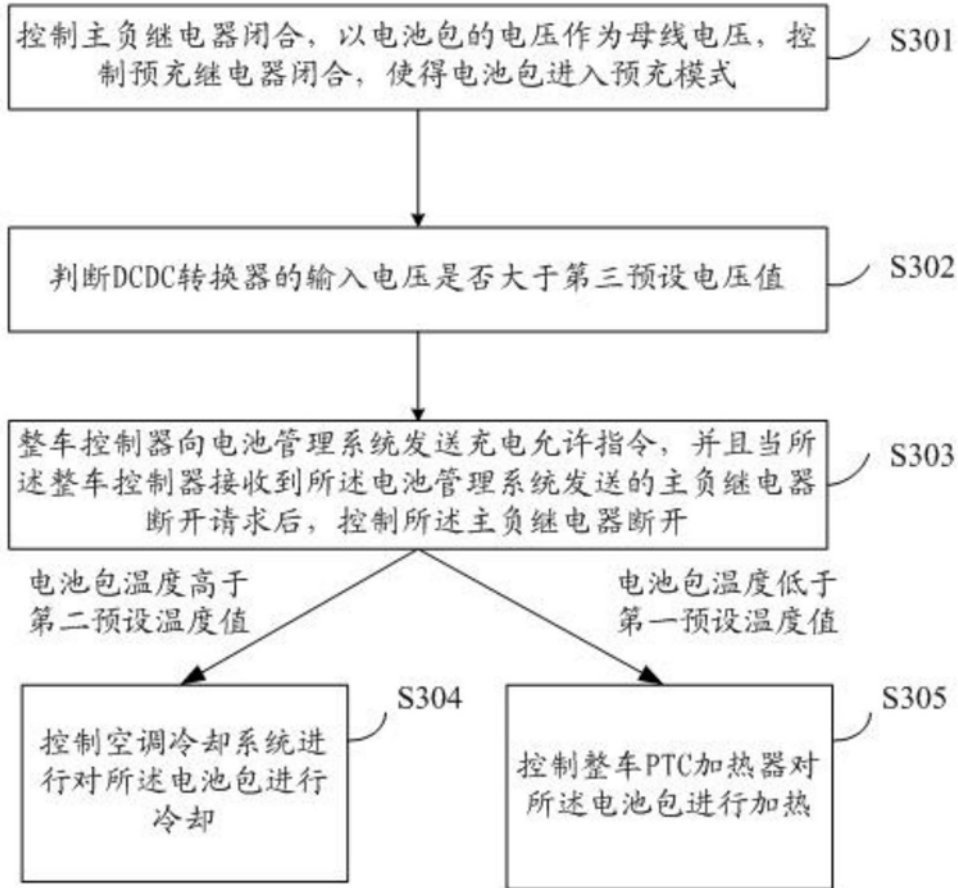 控制主负继电器闭合，以电池包的电压作为母线电压，控
制预充继电器闭合，使得电池包进入预充模式
S301
判断DCDC转换器的输入电压是否大于第三预设电压值
S302
整车控制器向电池管理系统发送充电允许指令，并且当所
述整车控制器接收到所述电池管理系统发送的主负继电器
断开请求后，控制所述主负继电器断开
S303
电池包温度高于
第二预设温度值
电池包温度低于
第一预设温度值
控制空调冷却系统进
行对所述电池包进行
冷却
S304
控制整车PTC加热器对
所述电池包进行加热
S305